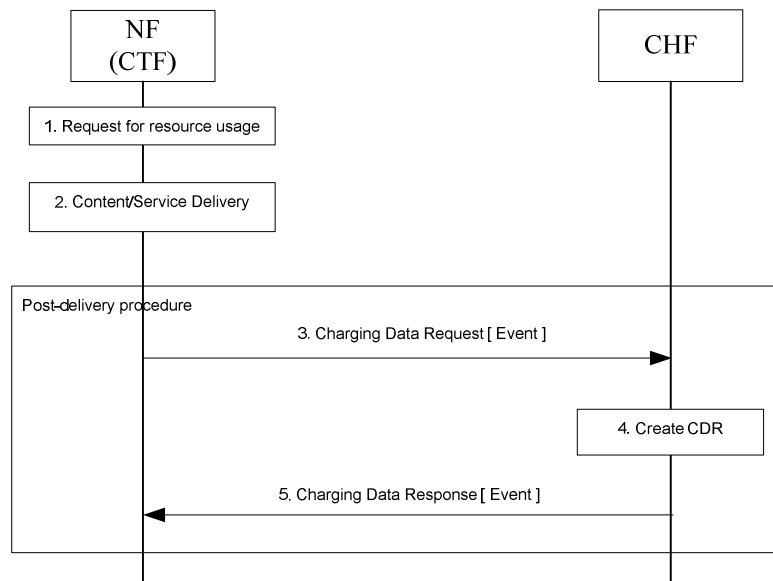 NF
(CTF)
CHF
1. Request for resource usage
2. Content/Service Delivery
Post-delivery procedure
3. Charging Data Request [ Event ]
4. Create CDR
5. Charging Data Response [ Event ]